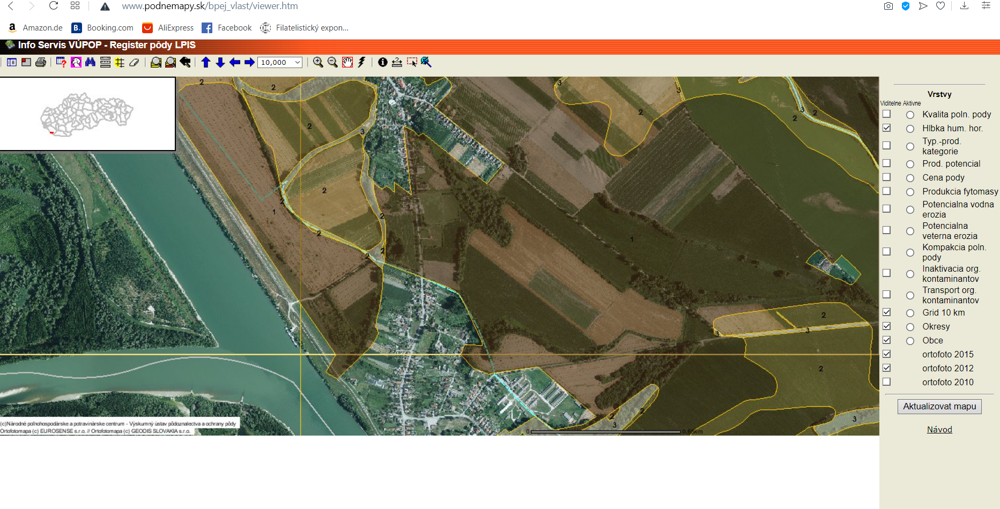 www.podnemapy.sk/bpej_vlast/viewer.htm
Amazon.de
Booking.com
AliExpress
Facebook
Filatelistický expon...
Info Servis VÚPOP - Register pôdy LPIS
10,000
Vrstvy
Viditelne Aktivne
Kvalita poln. pody
Hlbka hum. hor.
Typ.-prod.
kategorie
Prod. potencial
Cena pody
Produkcia fytomasy
Potencialna vodna
erozia
Potencialna
veterna erozia
Kompakcia poln.
pody
Inaktivacia org.
kontaminantov
Transport org.
kontaminantov
Grid 10 km
Okresy
Obce
ortofoto 2015
ortofoto 2012
ortofoto 2010
Aktualizovat mapu
Návod
2
2
3
3
2
2
3
2
2
3
2
2
1
2
2
1
2
2
2
3
3
2
2
2
3
3
0
0,65km
(c)Národné poľnohospodárske a potravinárske centrum - Výskumný ústav pôdoznalectva a ochrany pôdy
Ortofotomapa (c) EUROSENSE s.r.o. // Ortofotomapa (c) GEODIS SLOVAKIA s.r.o.